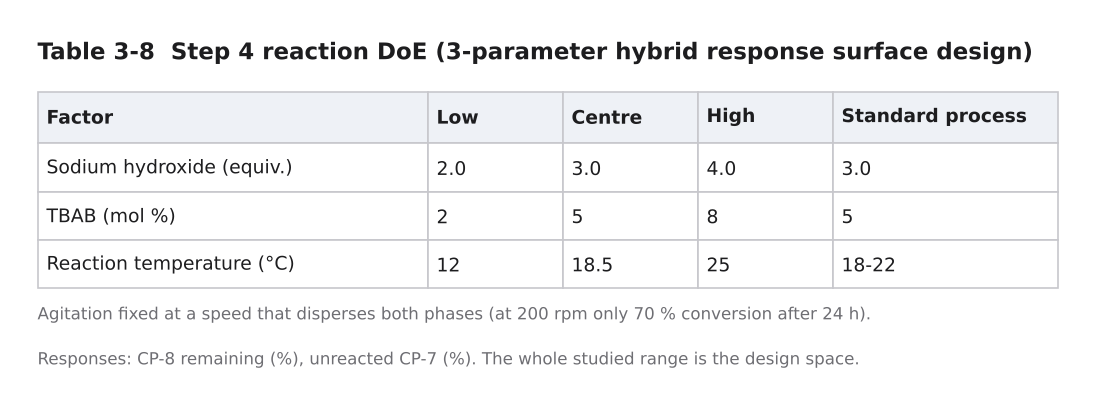 Table 3-8  Step 4 reaction DoE (3-parameter hybrid response surface design)
Factor Low Centre High Standard process
Sodium hydroxide (equiv.) 2.0 3.0 4.0 3.0
TBAB (mol %) 2 5 8 5
Reaction temperature (°C) 12 18.5 25 18-22
Agitation fixed at a speed that disperses both phases (at 200 rpm only 70 % conversion after 24 h).
Responses: CP-8 remaining (%), unreacted CP-7 (%). The whole studied range is the design space.